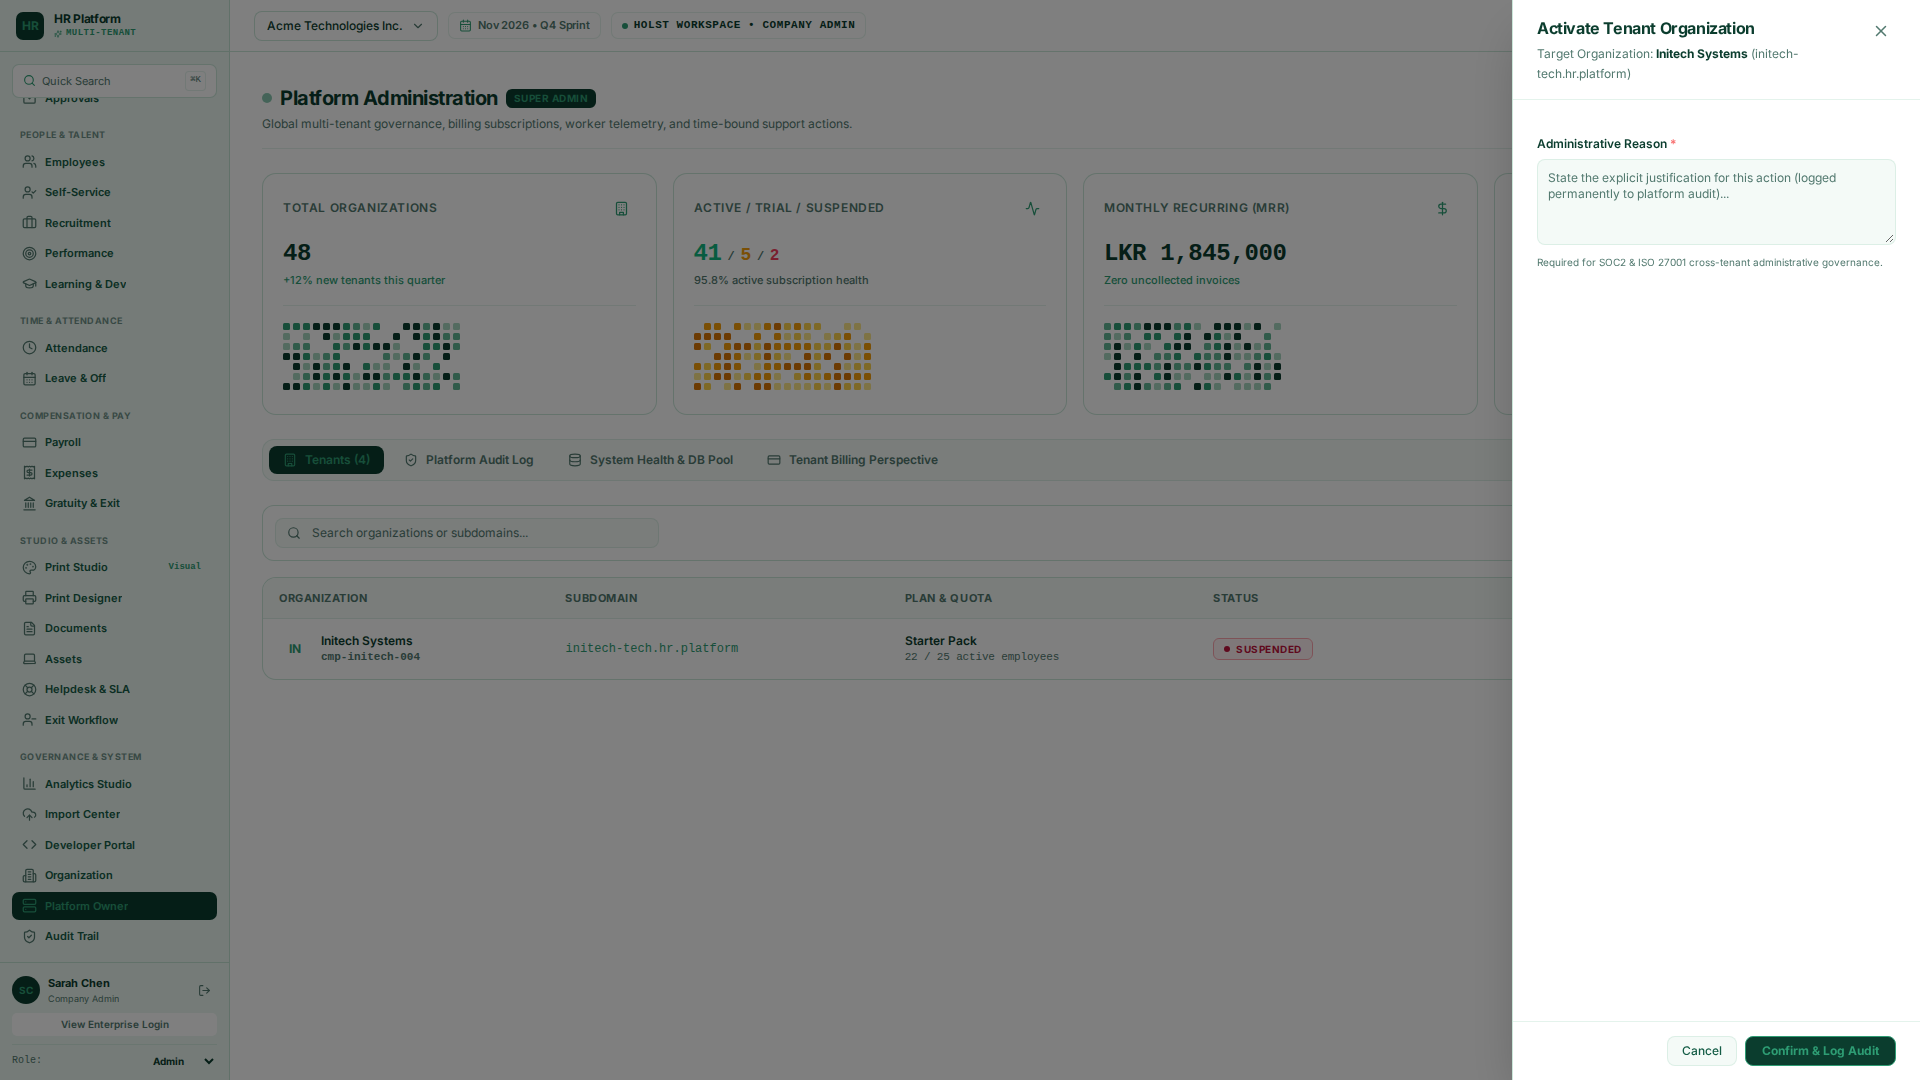 HR
HR Platform
MULTI-TENANT
Quick Search
⌘K
Approvals
PEOPLE & TALENT
Employees
Self-Service
Recruitment
Performance
Learning & Dev
TIME & ATTENDANCE
Attendance
Leave & Off
COMPENSATION & PAY
Payroll
Expenses
Gratuity & Exit
STUDIO & ASSETS
Print Studio
Visual
Print Designer
Documents
Assets
Helpdesk & SLA
Exit Workflow
GOVERNANCE & SYSTEM
Analytics Studio
Import Center
Developer Portal
Organization
Platform Owner
Audit Trail
SC
Sarah Chen
Company Admin
View Enterprise Login
Role:
Admin
Acme Technologies Inc.
Nov 2026 • Q4 Sprint
HOLST WORKSPACE • COMPANY ADMIN
Platform Administration
SUPER ADMIN
Global multi-tenant governance, billing subscriptions, worker telemetry, and time-bound support actions.
TOTAL ORGANIZATIONS
48
+12% new tenants this quarter
ACTIVE / TRIAL / SUSPENDED
41 / 5 / 2
95.8% active subscription health
MONTHLY RECURRING (MRR)
LKR 1,845,000
Zero uncollected invoices
Tenants (4)
Platform Audit Log
System Health & DB Pool
Tenant Billing Perspective
Search organizations or subdomains...
ORGANIZATION
SUBDOMAIN
PLAN & QUOTA
STATUS
IN
Initech Systems
cmp-initech-004
initech-tech.hr.platform
Starter Pack
22 / 25 active employees
SUSPENDED
Activate Tenant Organization
Target Organization: Initech Systems (initech-
tech.hr.platform)
Administrative Reason *
State the explicit justification for this action (logged
permanently to platform audit)...
Required for SOC2 & ISO 27001 cross-tenant administrative governance.
Cancel
Confirm & Log Audit